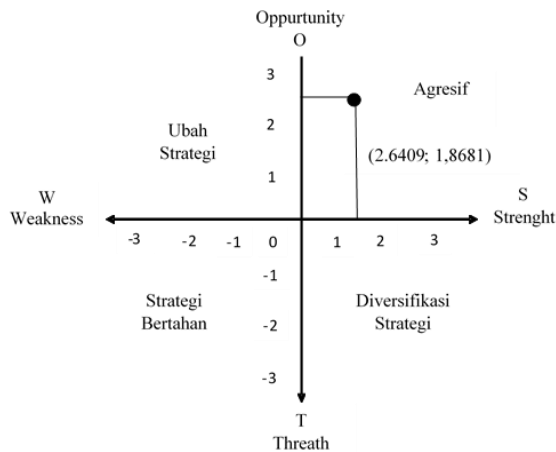 Oppurtunity
O
3
Agresif
2
Ubah
Strategi
(2.6409; 1,8681)
1
W
Weakness
S
Strenght
-3
-2
-1
0
1
2
3
-1
Strategi
Bertahan
Diversifikasi
Strategi
-2
-3
T
Threath